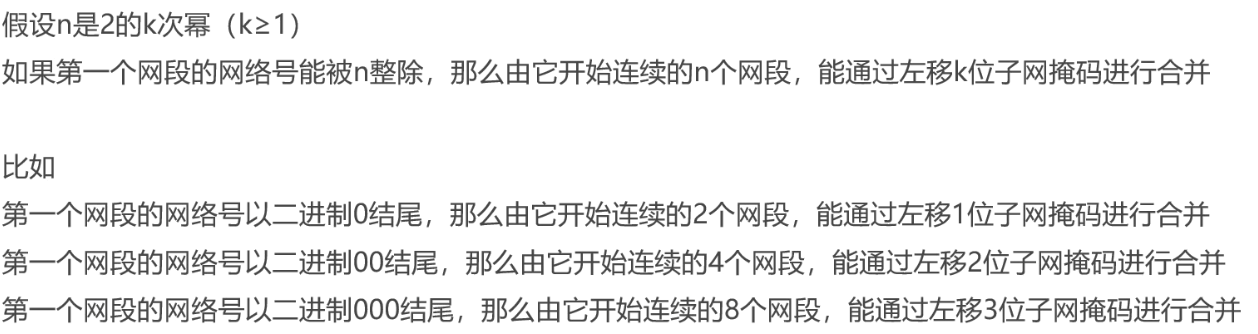 假设n是2的k次幂（k≥1）
如果第一个网段的网络号能被n整除，那么由它开始连续的n个网段，能通过左移k位子网掩码进行合并
比如
第一个网段的网络号以二进制0结尾，那么由它开始连续的2个网段，能通过左移1位子网掩码进行合并
第一个网段的网络号以二进制00结尾，那么由它开始连续的4个网段，能通过左移2位子网掩码进行合并
第一个网段的网络号以二进制000结尾，那么由它开始连续的8个网段，能通过左移3位子网掩码进行合并